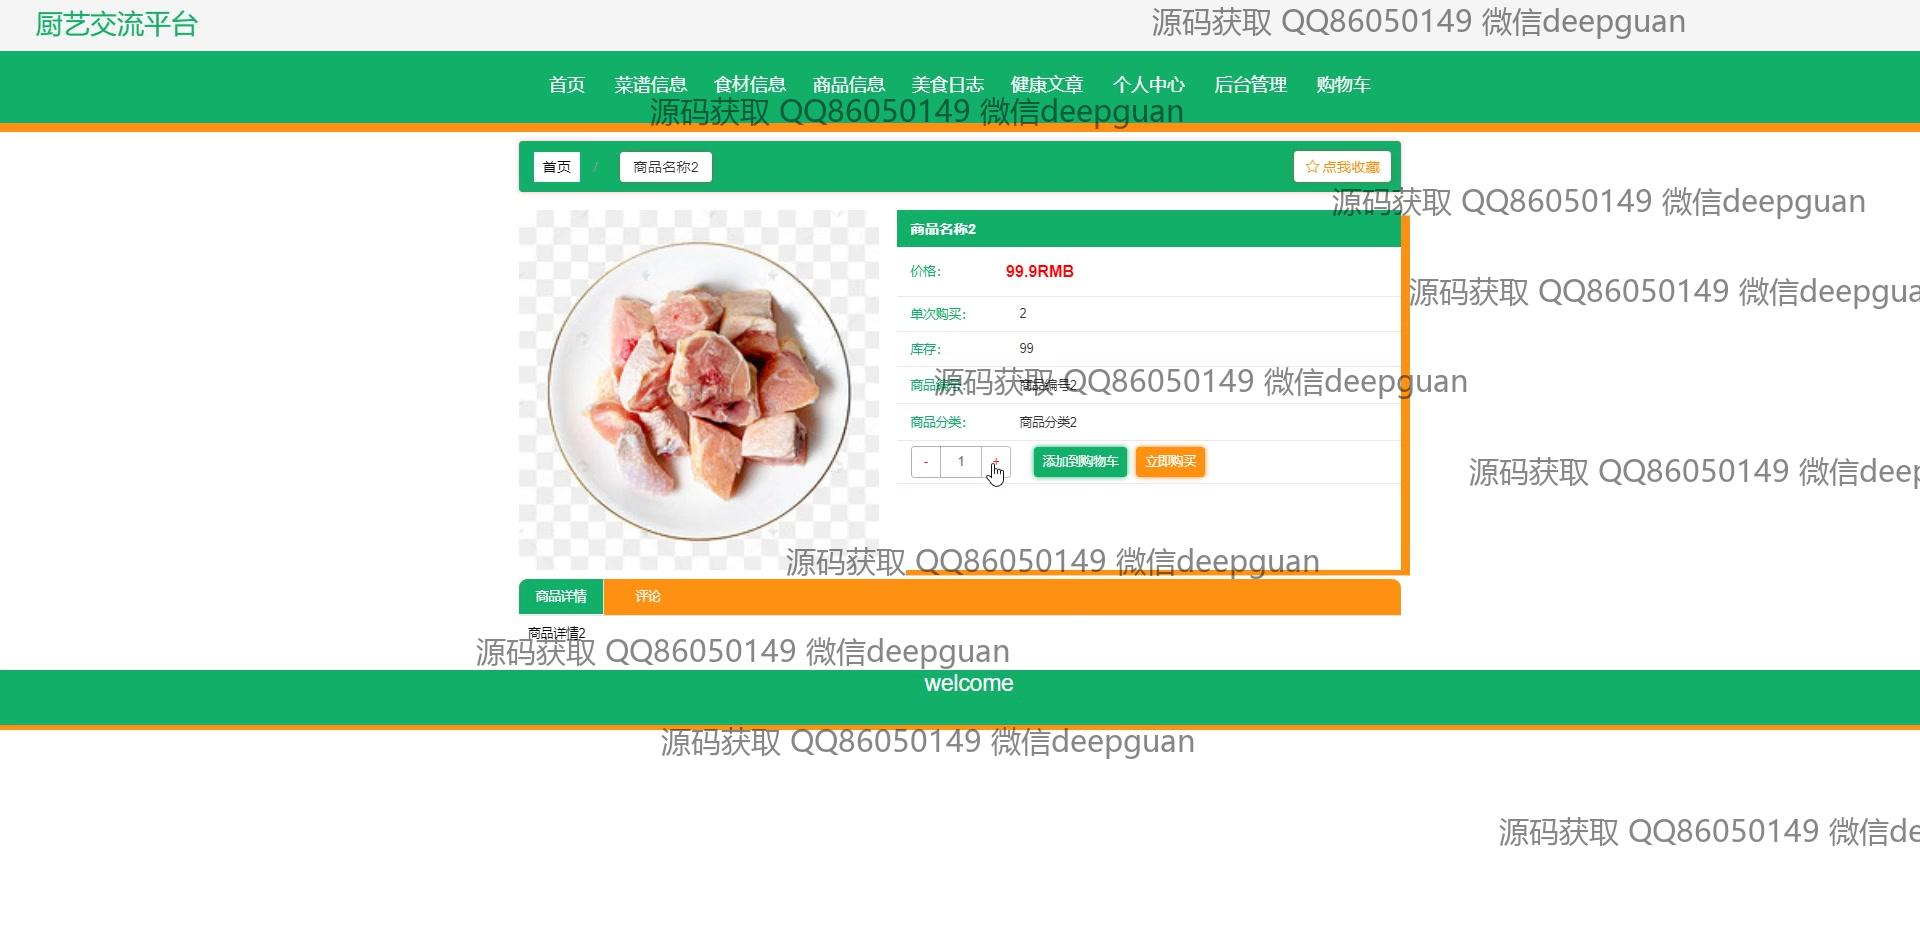 厨艺交流平台
源码获取 QQ86050149 微信deepguan
首页 菜谱信息 食材信息 商品信息 美食日志 健康文章 个人中心 后台管理 购物车
源码获取 QQ86050149 微信deepguan
首页 / 商品名称2 ☆点我收藏
源码获取 QQ86050149 微信deepguan
商品名称2
价格: 99.9RMB
源码获取 QQ86050149 微信deepgua
单次购买: 2
库存: 99
源码获取 QQ86050149 微信deepguan
商品编号: 商品编号2
商品分类: 商品分类2
- 1 + 添加到购物车 立即购买
源码获取 QQ86050149 微信deep
源码获取 QQ86050149 微信deepguan
商品详情 评论
商品详情2
源码获取 QQ86050149 微信deepguan
welcome
源码获取 QQ86050149 微信deepguan
源码获取 QQ86050149 微信de